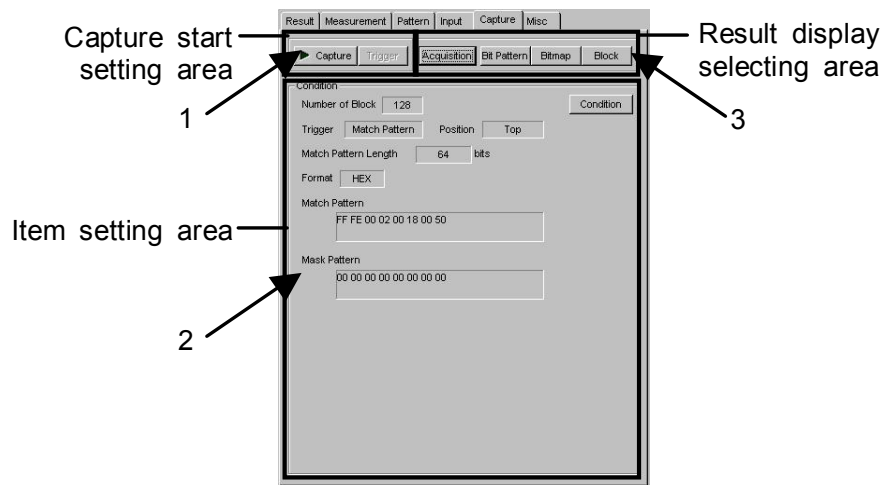 Result Measurement Pattern Input Capture Misc
Capture start setting area
Capture Trigger Acquisition Bit Pattern Bitmap Block
Result display selecting area
1
3
Condition
Number of Block 128 Condition
Trigger Match Pattern Position Top
Match Pattern Length 64 bits
Format HEX
Match Pattern
FF FE 00 02 00 18 00 50
Item setting area
Mask Pattern
00 00 00 00 00 00 00 00
2